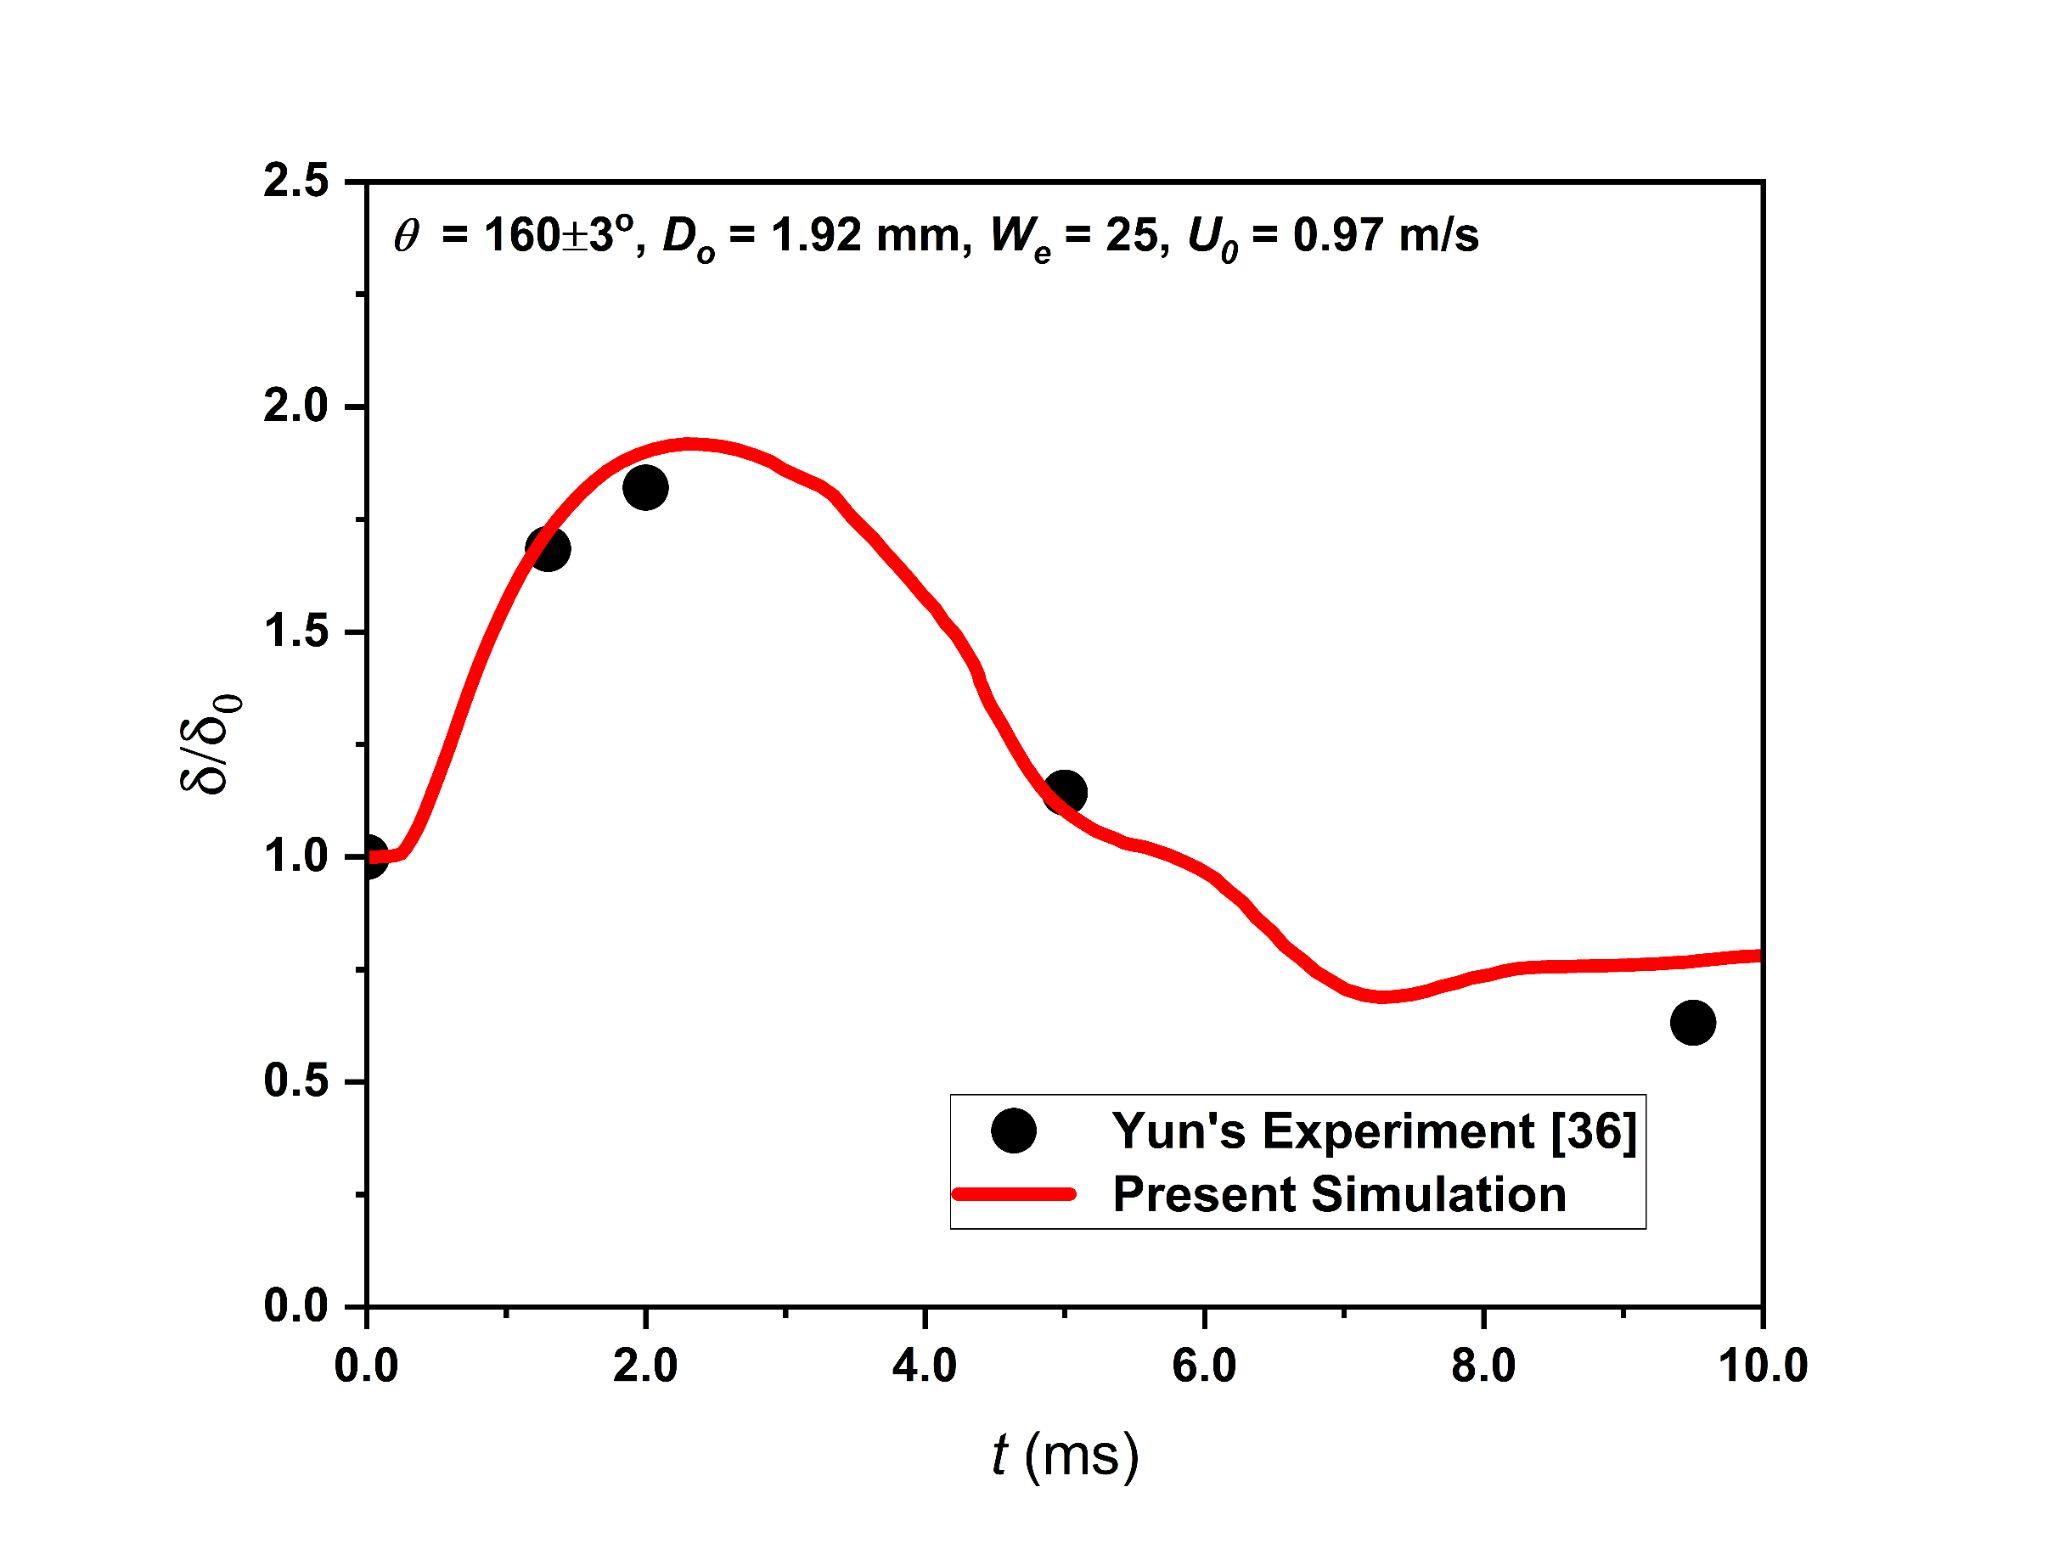 θ = 160±3°, Dₒ = 1.92 mm, Wₑ = 25, U₀ = 0.97 m/s
2.5
2.0
1.5
1.0
0.5
0.0
δ/δ₀
Yun's Experiment [36]
Present Simulation
0.0 2.0 4.0 6.0 8.0 10.0
t (ms)